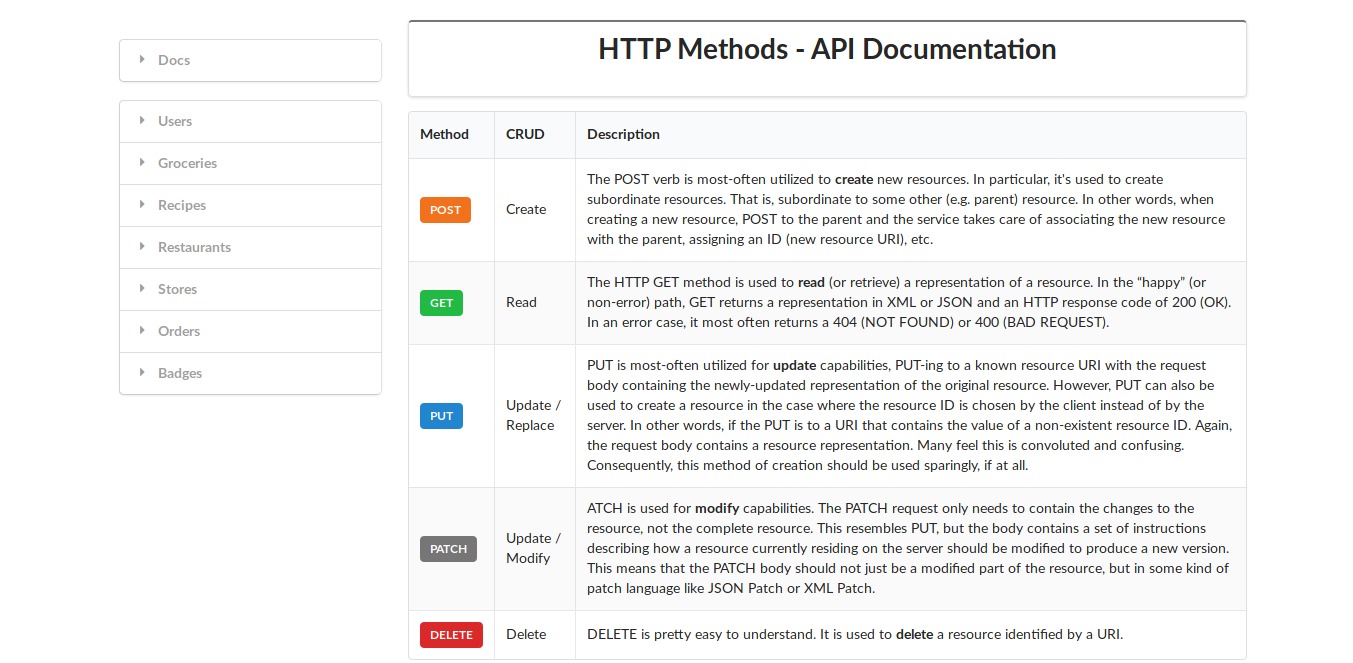 Docs
Users
Groceries
Recipes
Restaurants
Stores
Orders
Badges
HTTP Methods - API Documentation
Method CRUD Description
POST
Create
The POST verb is most-often utilized to create new resources. In particular, it's used to create
subordinate resources. That is, subordinate to some other (e.g. parent) resource. In other words, when
creating a new resource, POST to the parent and the service takes care of associating the new resource
with the parent, assigning an ID (new resource URI), etc.
GET
Read
The HTTP GET method is used to read (or retrieve) a representation of a resource. In the “happy” (or
non-error) path, GET returns a representation in XML or JSON and an HTTP response code of 200 (OK).
In an error case, it most often returns a 404 (NOT FOUND) or 400 (BAD REQUEST).
PUT
Update /
Replace
PUT is most-often utilized for update capabilities, PUT-ing to a known resource URI with the request
body containing the newly-updated representation of the original resource. However, PUT can also be
used to create a resource in the case where the resource ID is chosen by the client instead of by the
server. In other words, if the PUT is to a URI that contains the value of a non-existent resource ID. Again,
the request body contains a resource representation. Many feel this is convoluted and confusing.
Consequently, this method of creation should be used sparingly, if at all.
PATCH
Update /
Modify
ATCH is used for modify capabilities. The PATCH request only needs to contain the changes to the
resource, not the complete resource. This resembles PUT, but the body contains a set of instructions
describing how a resource currently residing on the server should be modified to produce a new version.
This means that the PATCH body should not just be a modified part of the resource, but in some kind of
patch language like JSON Patch or XML Patch.
DELETE
Delete
DELETE is pretty easy to understand. It is used to delete a resource identified by a URI.